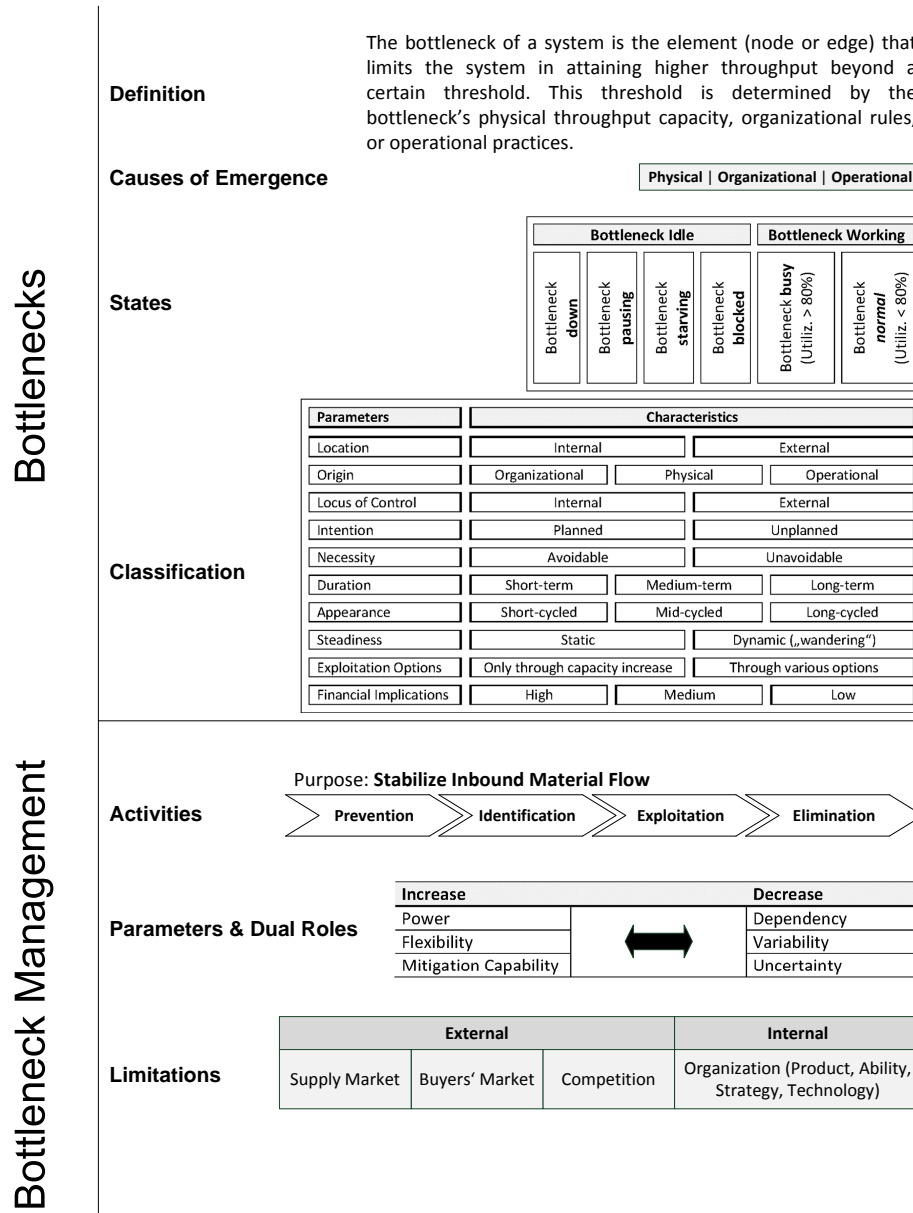 Bottlenecks
Definition
The bottleneck of a system is the element (node or edge) that
limits the system in attaining higher throughput beyond a
certain threshold. This threshold is determined by the
bottleneck’s physical throughput capacity, organizational rules,
or operational practices.
Causes of Emergence
Physical | Organizational | Operational
States
Bottleneck Idle
Bottleneck Working
Bottleneck
down
Bottleneck
pausing
Bottleneck
starving
Bottleneck
blocked
Bottleneck busy
(Utiliz. > 80%)
Bottleneck
normal
(Utiliz. < 80%)
Classification
Parameters Characteristics
Location Internal External
Origin Organizational Physical Operational
Locus of Control Internal External
Intention Planned Unplanned
Necessity Avoidable Unavoidable
Duration Short-term Medium-term Long-term
Appearance Short-cycled Mid-cycled Long-cycled
Steadiness Static Dynamic („wandering“)
Exploitation Options Only through capacity increase Through various options
Financial Implications High Medium Low
Bottleneck Management
Activities
Purpose: Stabilize Inbound Material Flow
Prevention Identification Exploitation Elimination
Parameters & Dual Roles
Increase Decrease
Power Dependency
Flexibility Variability
Mitigation Capability Uncertainty
Limitations
External Internal
Supply Market Buyers‘ Market Competition
Organization (Product, Ability,
Strategy, Technology)